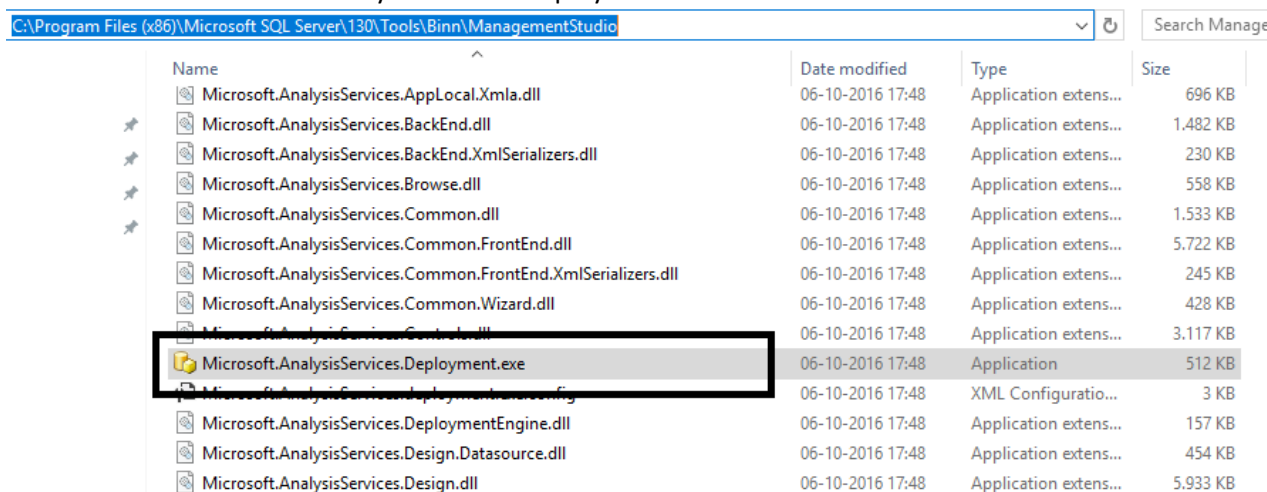 C:\Program Files (x86)\Microsoft SQL Server\130\Tools\Binn\ManagementStudio Search Manage
Name Date modified Type Size
Microsoft.AnalysisServices.AppLocal.Xmla.dll 06-10-2016 17:48 Application extens... 696 KB
Microsoft.AnalysisServices.BackEnd.dll 06-10-2016 17:48 Application extens... 1.482 KB
Microsoft.AnalysisServices.BackEnd.XmlSerializers.dll 06-10-2016 17:48 Application extens... 230 KB
Microsoft.AnalysisServices.Browse.dll 06-10-2016 17:48 Application extens... 558 KB
Microsoft.AnalysisServices.Common.dll 06-10-2016 17:48 Application extens... 1.533 KB
Microsoft.AnalysisServices.Common.FrontEnd.dll 06-10-2016 17:48 Application extens... 5.722 KB
Microsoft.AnalysisServices.Common.FrontEnd.XmlSerializers.dll 06-10-2016 17:48 Application extens... 245 KB
Microsoft.AnalysisServices.Common.Wizard.dll 06-10-2016 17:48 Application extens... 428 KB
Microsoft.AnalysisServices.Controls.dll 06-10-2016 17:48 Application extens... 3.117 KB
Microsoft.AnalysisServices.Deployment.exe 06-10-2016 17:48 Application 512 KB
06-10-2016 17:48 XML Configuratio... 3 KB
Microsoft.AnalysisServices.DeploymentEngine.dll 06-10-2016 17:48 Application extens... 157 KB
Microsoft.AnalysisServices.Design.Datasource.dll 06-10-2016 17:48 Application extens... 454 KB
Microsoft.AnalysisServices.Design.dll 06-10-2016 17:48 Application extens... 5.933 KB